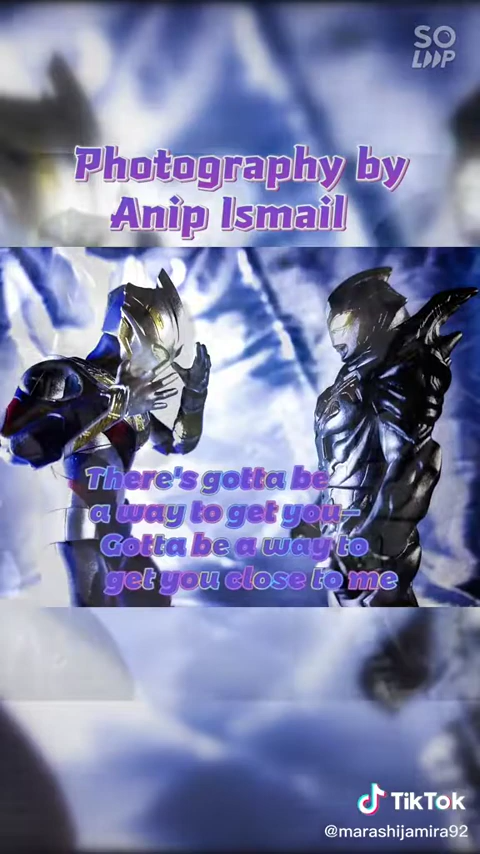 SO
LOOP
Photography by
Anip Ismail
There's gotta be
a way to get you–
Gotta be a way to
get you close to me
TikTok
@marashijamira92